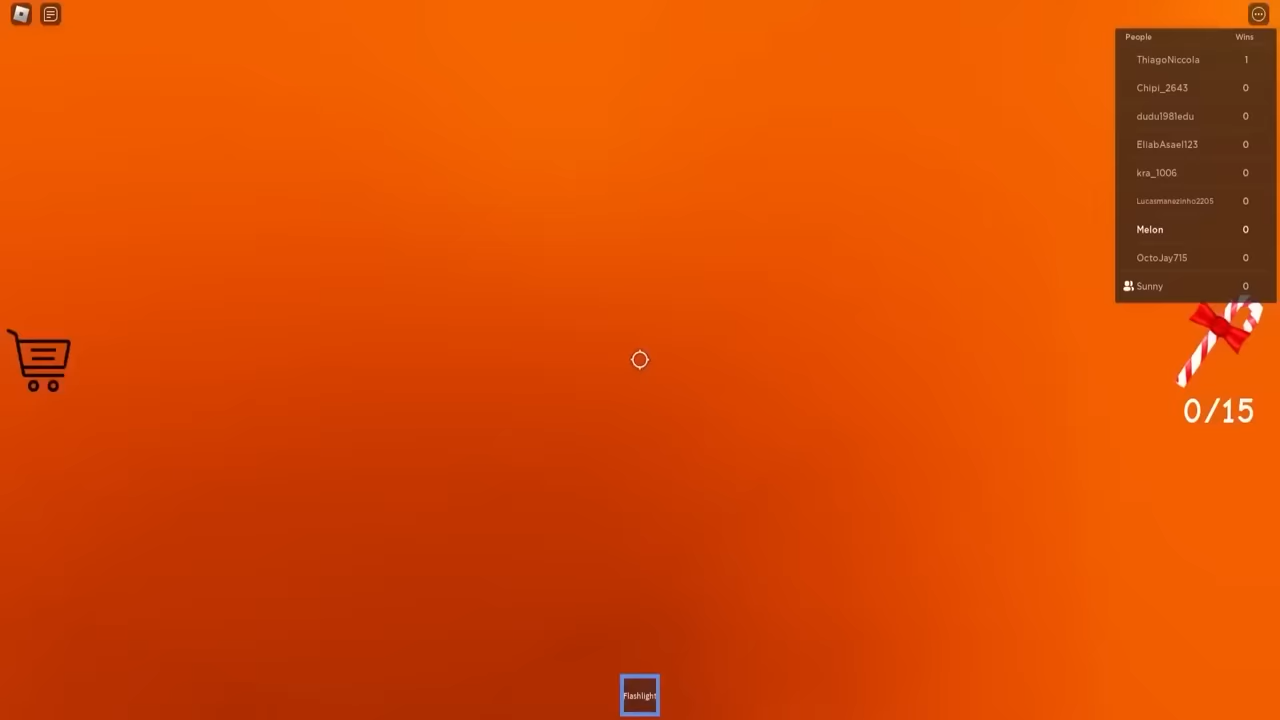 People Wins
ThiagoNiccola 1
Chipi_2643 0
dudu1981edu 0
EliabAsael123 0
kra_1006 0
Lucasmanezinho2205 0
Melon 0
OctoJay715 0
Sunny 0
0/15
Flashlight